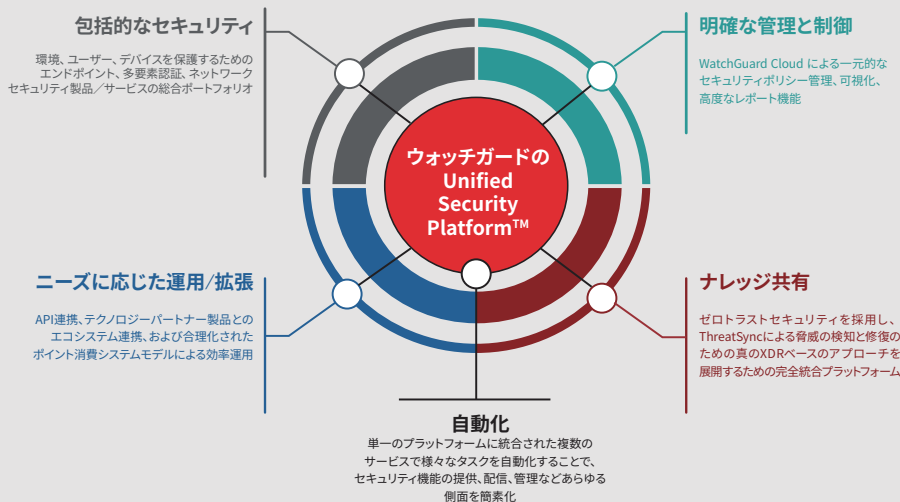 包括的なセキュリティ
環境、ユーザー、デバイスを保護するための
エンドポイント、多要素認証、ネットワーク
セキュリティ製品／サービスの総合ポートフォリオ
明確な管理と制御
WatchGuard Cloud による一元的な
セキュリティポリシー管理、可視化、
高度なレポート機能
ウォッチガードの
Unified
Security
Platform™
ニーズに応じた運用/拡張
API連携、テクノロジーパートナー製品との
エコシステム連携、および合理化された
ポイント消費システムモデルによる効率運用
ナレッジ共有
ゼロトラストセキュリティを採用し、
ThreatSyncによる脅威の検知と修復の
ための真のXDRベースのアプローチを
展開するための完全統合プラットフォーム
自動化
単一のプラットフォームに統合された複数の
サービスで様々なタスクを自動化することで、
セキュリティ機能の提供、配信、管理などあらゆる
側面を簡素化